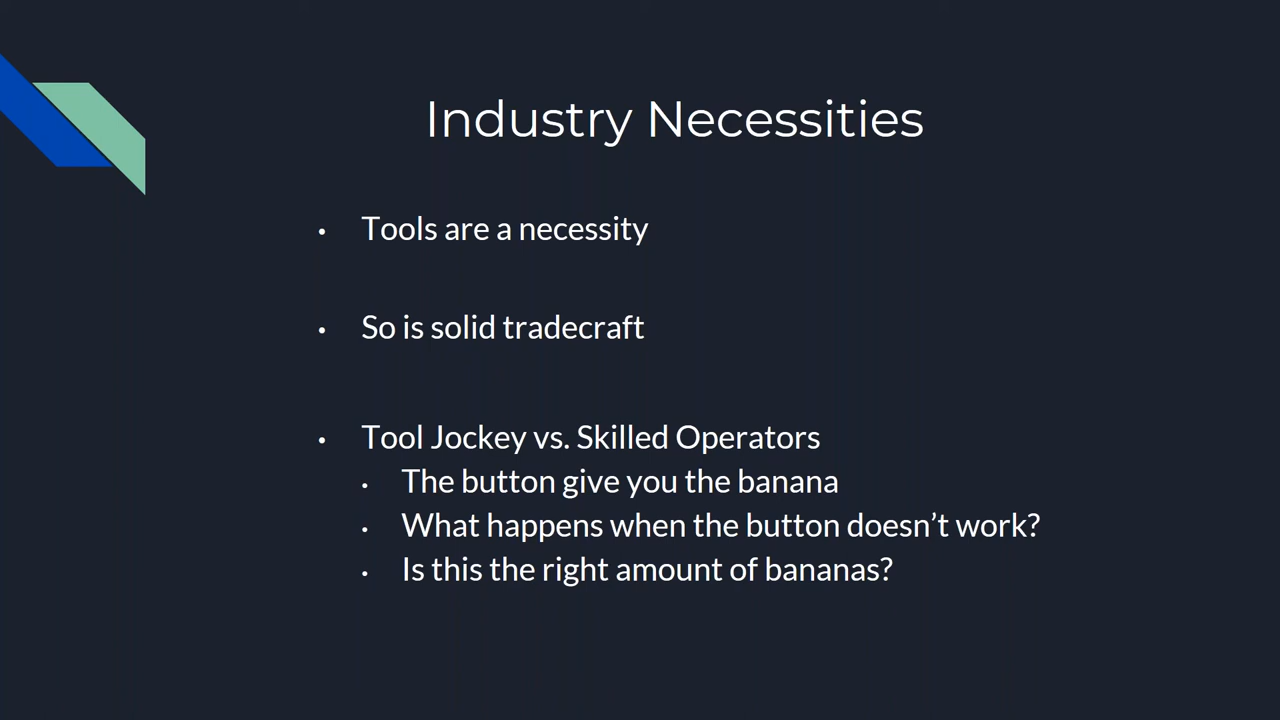 Industry Necessities
• Tools are a necessity
• So is solid tradecraft
• Tool Jockey vs. Skilled Operators
• The button give you the banana
• What happens when the button doesn’t work?
• Is this the right amount of bananas?